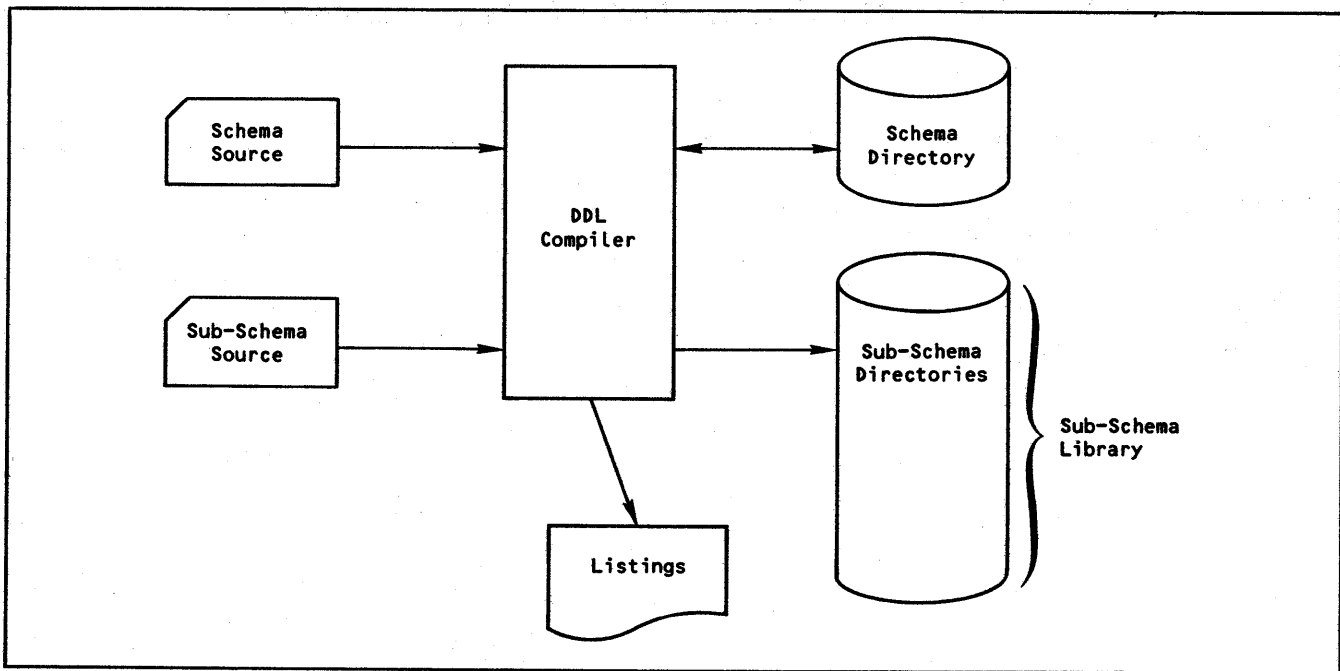 Schema
Source
DDL
Compiler
Schema
Directory
Sub-Schema
Source
Sub-Schema
Directories
Sub-Schema
Library
Listings